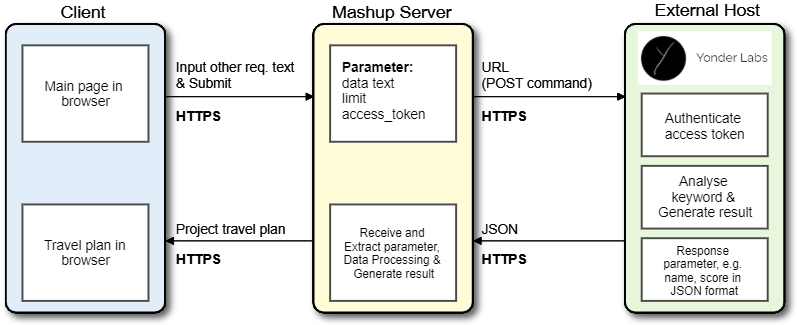 Client
Mashup Server
External Host
Main page in
browser
Input other req. text
& Submit
HTTPS
Parameter:
data text
limit
access_token
URL
(POST command)
HTTPS
Yonder Labs
Authenticate
access token
Analyse
keyword &
Generate result
Response
parameter, e.g.
name, score in
JSON format
JSON
HTTPS
Receive and
Extract parameter,
Data Processing &
Generate result
Project travel plan
HTTPS
Travel plan in
browser